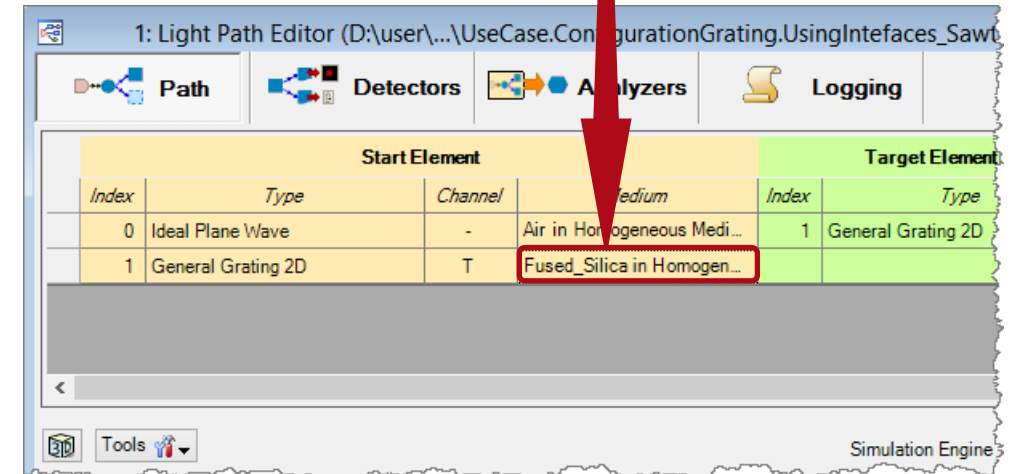 1: Light Path Editor (D:\user\...\UseCase.ConfigurationGrating.UsingIntefaces_Sawt
Path Detectors Analyzers Logging
Start Element Target Element
Index Type Channel Medium Index Type
0 Ideal Plane Wave - Air in Homogeneous Medi... 1 General Grating 2D
1 General Grating 2D T Fused_Silica in Homogen...
Tools Simulation Engine